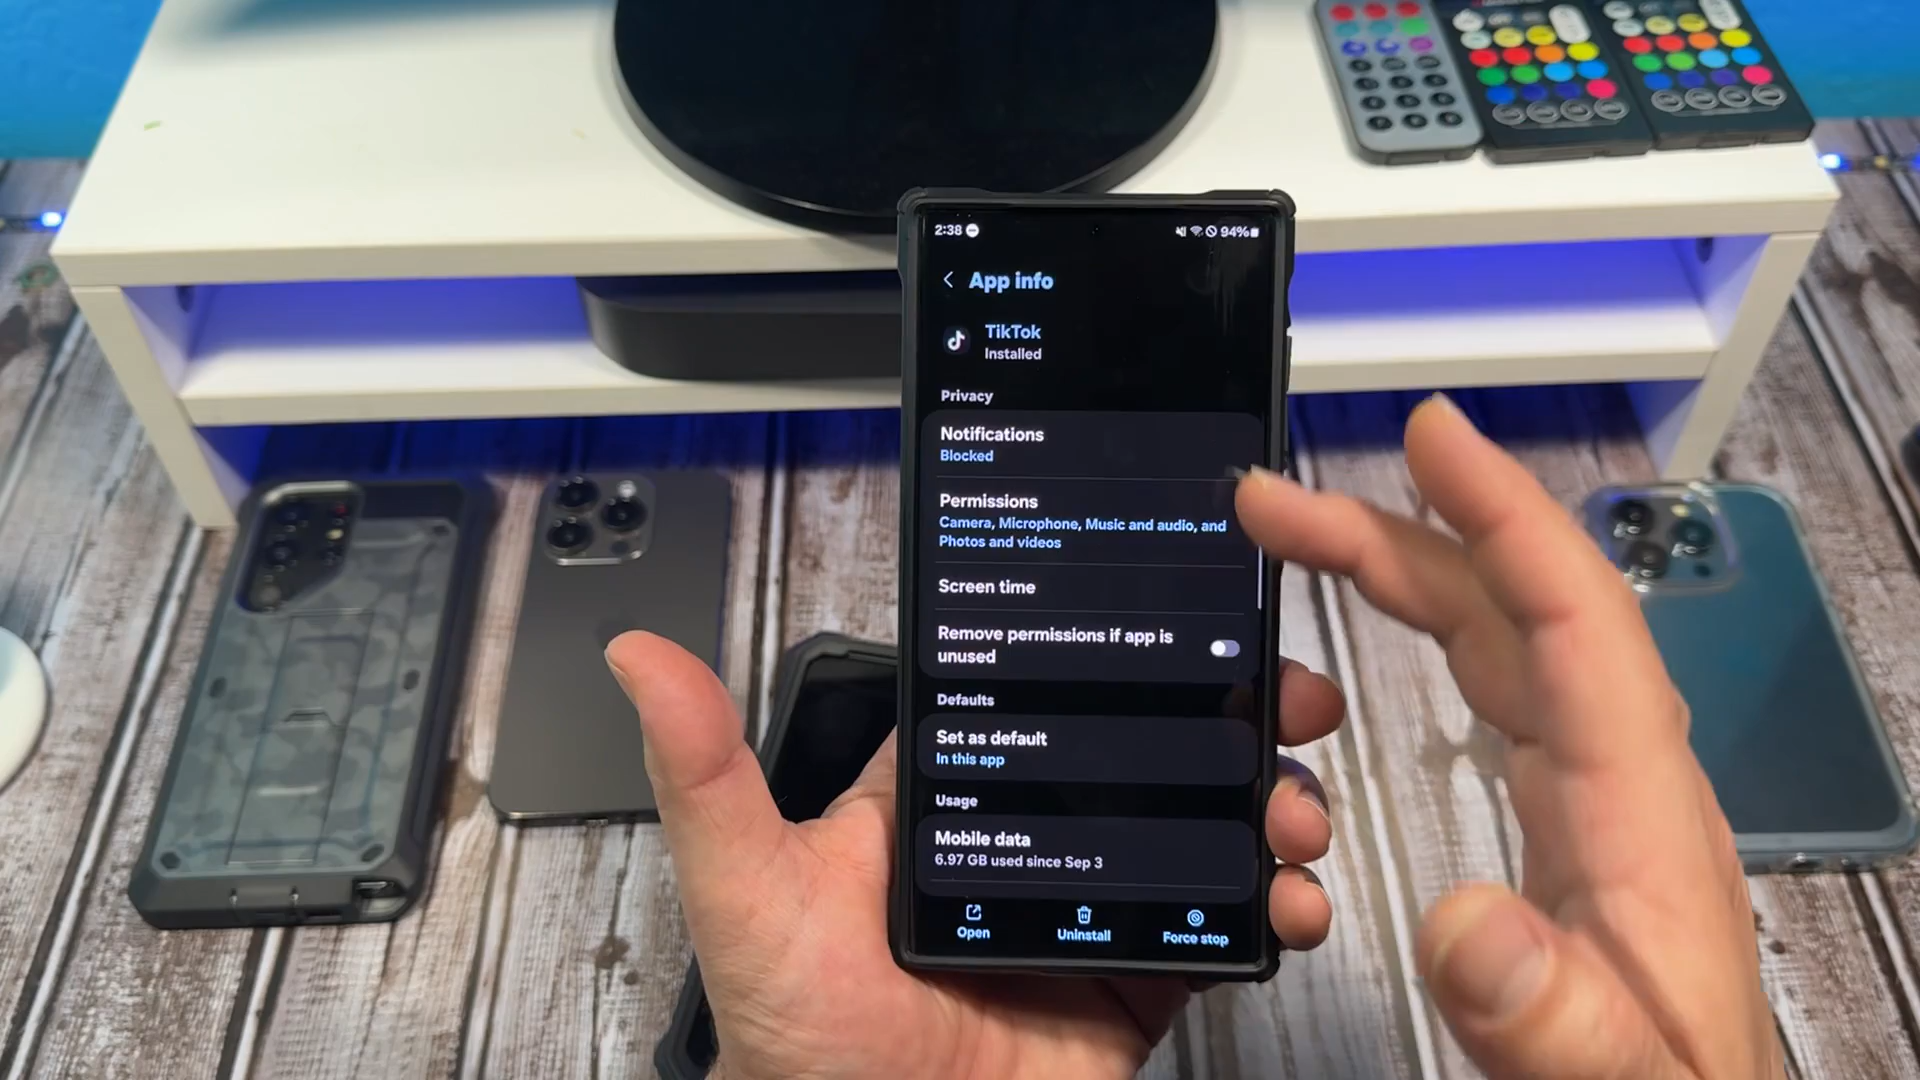 2:38
94%
App info
TikTok
Installed
Privacy
Notifications
Blocked
Permissions
Camera, Microphone, Music and audio, and
Photos and videos
Screen time
Remove permissions if app is
unused
Defaults
Set as default
In this app
Usage
Mobile data
6.97 GB used since Sep 3
Open
Uninstall
Force stop